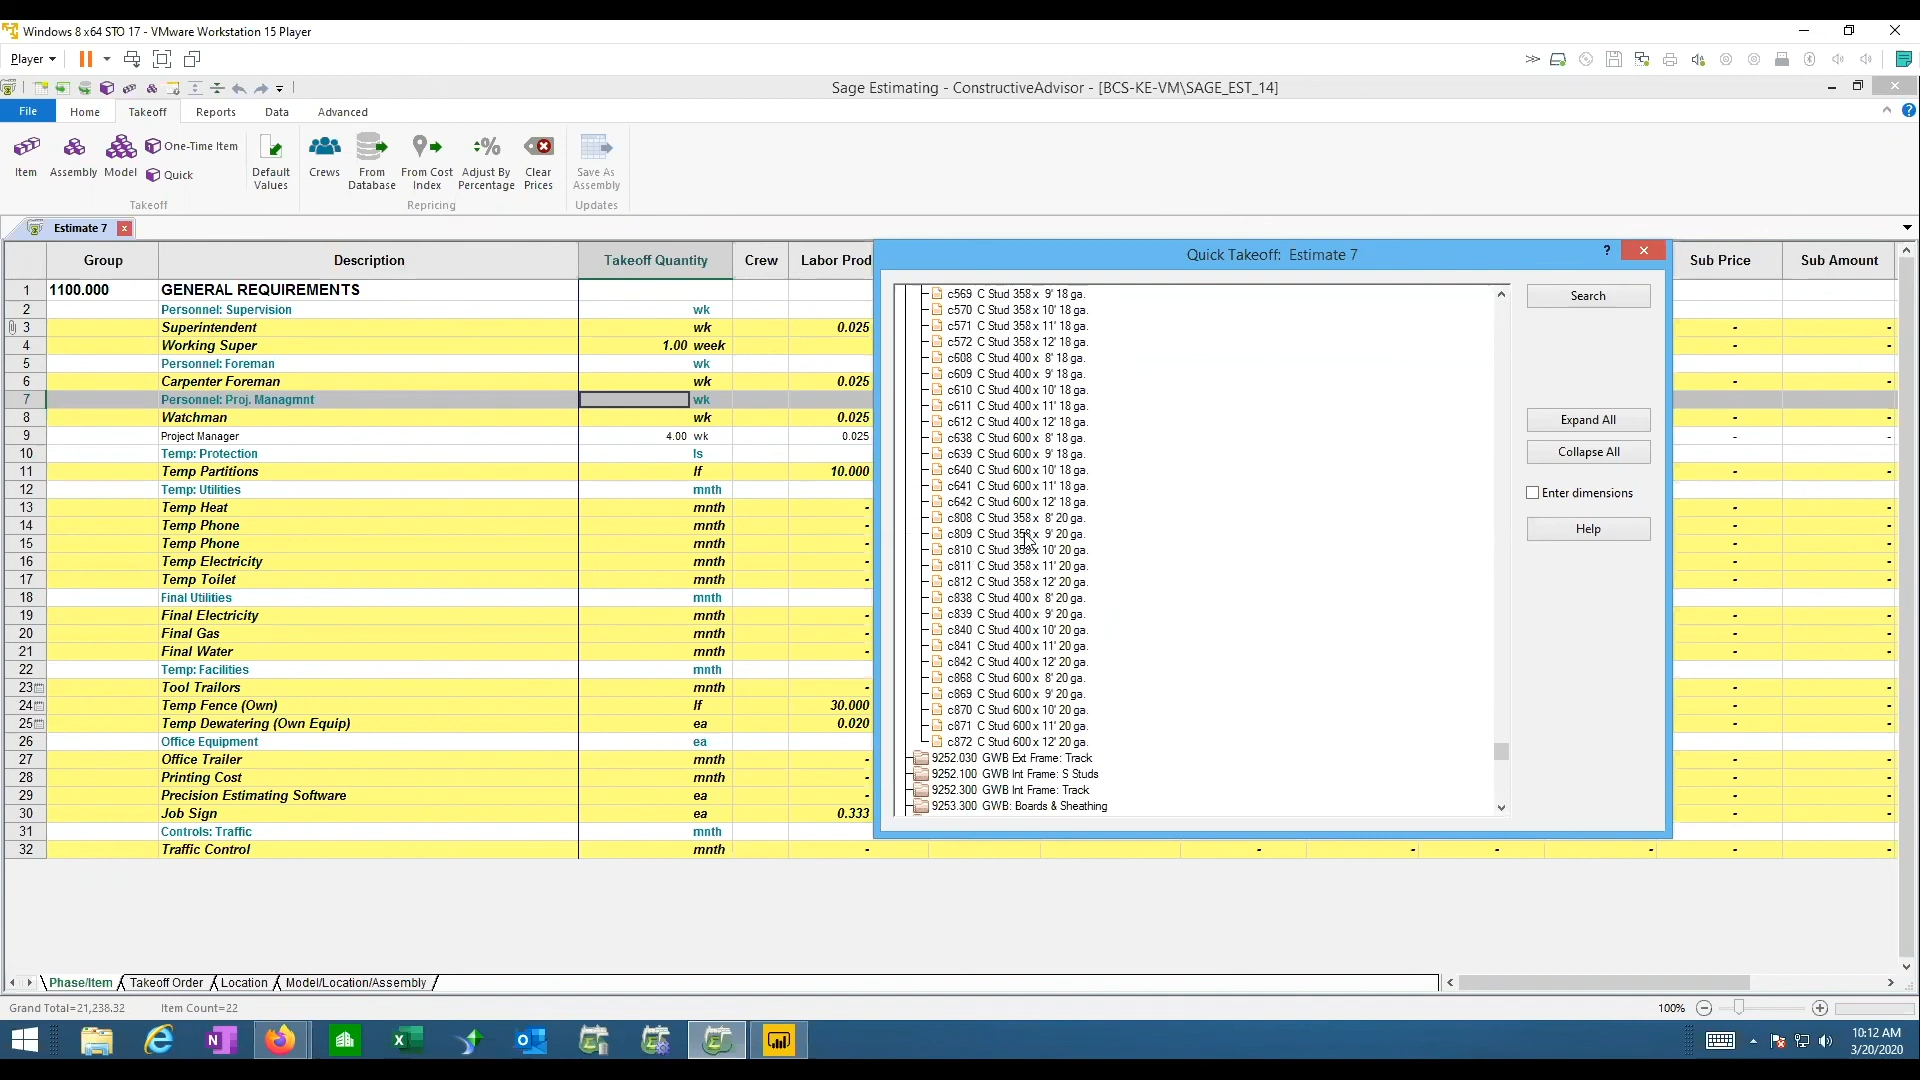 Windows 8 x64 STO 17 - VMware Workstation 15 Player
Player
Sage Estimating - ConstructiveAdvisor - [BCS-KE-VM\SAGE_EST_14]
File Home Takeoff Reports Data Advanced
Item Assembly Model One-Time Item Quick Default Values Crews From Database From Cost Index Adjust By Percentage Clear Prices Save As Assembly
Takeoff Repricing Updates
Estimate 7
Group Description Takeoff Quantity Crew Labor Prod Sub Price Sub Amount
1 1100.000 GENERAL REQUIREMENTS
2 Personnel: Supervision wk
3 Superintendent wk 0.025 - -
4 Working Super 1.00 week - -
5 Personnel: Foreman wk
6 Carpenter Foreman wk 0.025 - -
7 Personnel: Proj. Managmnt wk
8 Watchman wk 0.025 - -
9 Project Manager 4.00 wk 0.025 - -
10 Temp: Protection ls
11 Temp Partitions lf 10.000 - -
12 Temp: Utilities mnth
13 Temp Heat mnth - - -
14 Temp Phone mnth - - -
15 Temp Phone mnth - - -
16 Temp Electricity mnth - - -
17 Temp Toilet mnth - - -
18 Final Utilities mnth
19 Final Electricity mnth - - -
20 Final Gas mnth - - -
21 Final Water mnth - - -
22 Temp: Facilities mnth
23 Tool Trailors mnth - - -
24 Temp Fence (Own) lf 30.000 - -
25 Temp Dewatering (Own Equip) ea 0.020 - -
26 Office Equipment ea
27 Office Trailer mnth - - -
28 Printing Cost mnth - - -
29 Precision Estimating Software ea - - -
30 Job Sign ea 0.333 - -
31 Controls: Traffic mnth
32 Traffic Control mnth - - - - - - -
Quick Takeoff: Estimate 7
?
c569 C Stud 358 x 9' 18 ga.
c570 C Stud 358 x 10' 18 ga.
c571 C Stud 358 x 11' 18 ga.
c572 C Stud 358 x 12' 18 ga.
c608 C Stud 400 x 8' 18 ga.
c609 C Stud 400 x 9' 18 ga.
c610 C Stud 400 x 10' 18 ga.
c611 C Stud 400 x 11' 18 ga.
c612 C Stud 400 x 12' 18 ga.
c638 C Stud 600 x 8' 18 ga.
c639 C Stud 600 x 9' 18 ga.
c640 C Stud 600 x 10' 18 ga.
c641 C Stud 600 x 11' 18 ga.
c642 C Stud 600 x 12' 18 ga.
c808 C Stud 358 x 8' 20 ga.
c809 C Stud 358 x 9' 20 ga.
c810 C Stud 358 x 10' 20 ga.
c811 C Stud 358 x 11' 20 ga.
c812 C Stud 358 x 12' 20 ga.
c838 C Stud 400 x 8' 20 ga.
c839 C Stud 400 x 9' 20 ga.
c840 C Stud 400 x 10' 20 ga.
c841 C Stud 400 x 11' 20 ga.
c842 C Stud 400 x 12' 20 ga.
c868 C Stud 600 x 8' 20 ga.
c869 C Stud 600 x 9' 20 ga.
c870 C Stud 600 x 10' 20 ga.
c871 C Stud 600 x 11' 20 ga.
c872 C Stud 600 x 12' 20 ga.
9252.030 GWB Ext Frame: Track
9252.100 GWB Int Frame: S Studs
9252.300 GWB Int Frame: Track
9253.300 GWB: Boards & Sheathing
Search
Expand All
Collapse All
Enter dimensions
Help
Phase/Item Takeoff Order Location Model/Location/Assembly
Grand Total=21,238.32 Item Count=22 100%
10:12 AM
3/20/2020